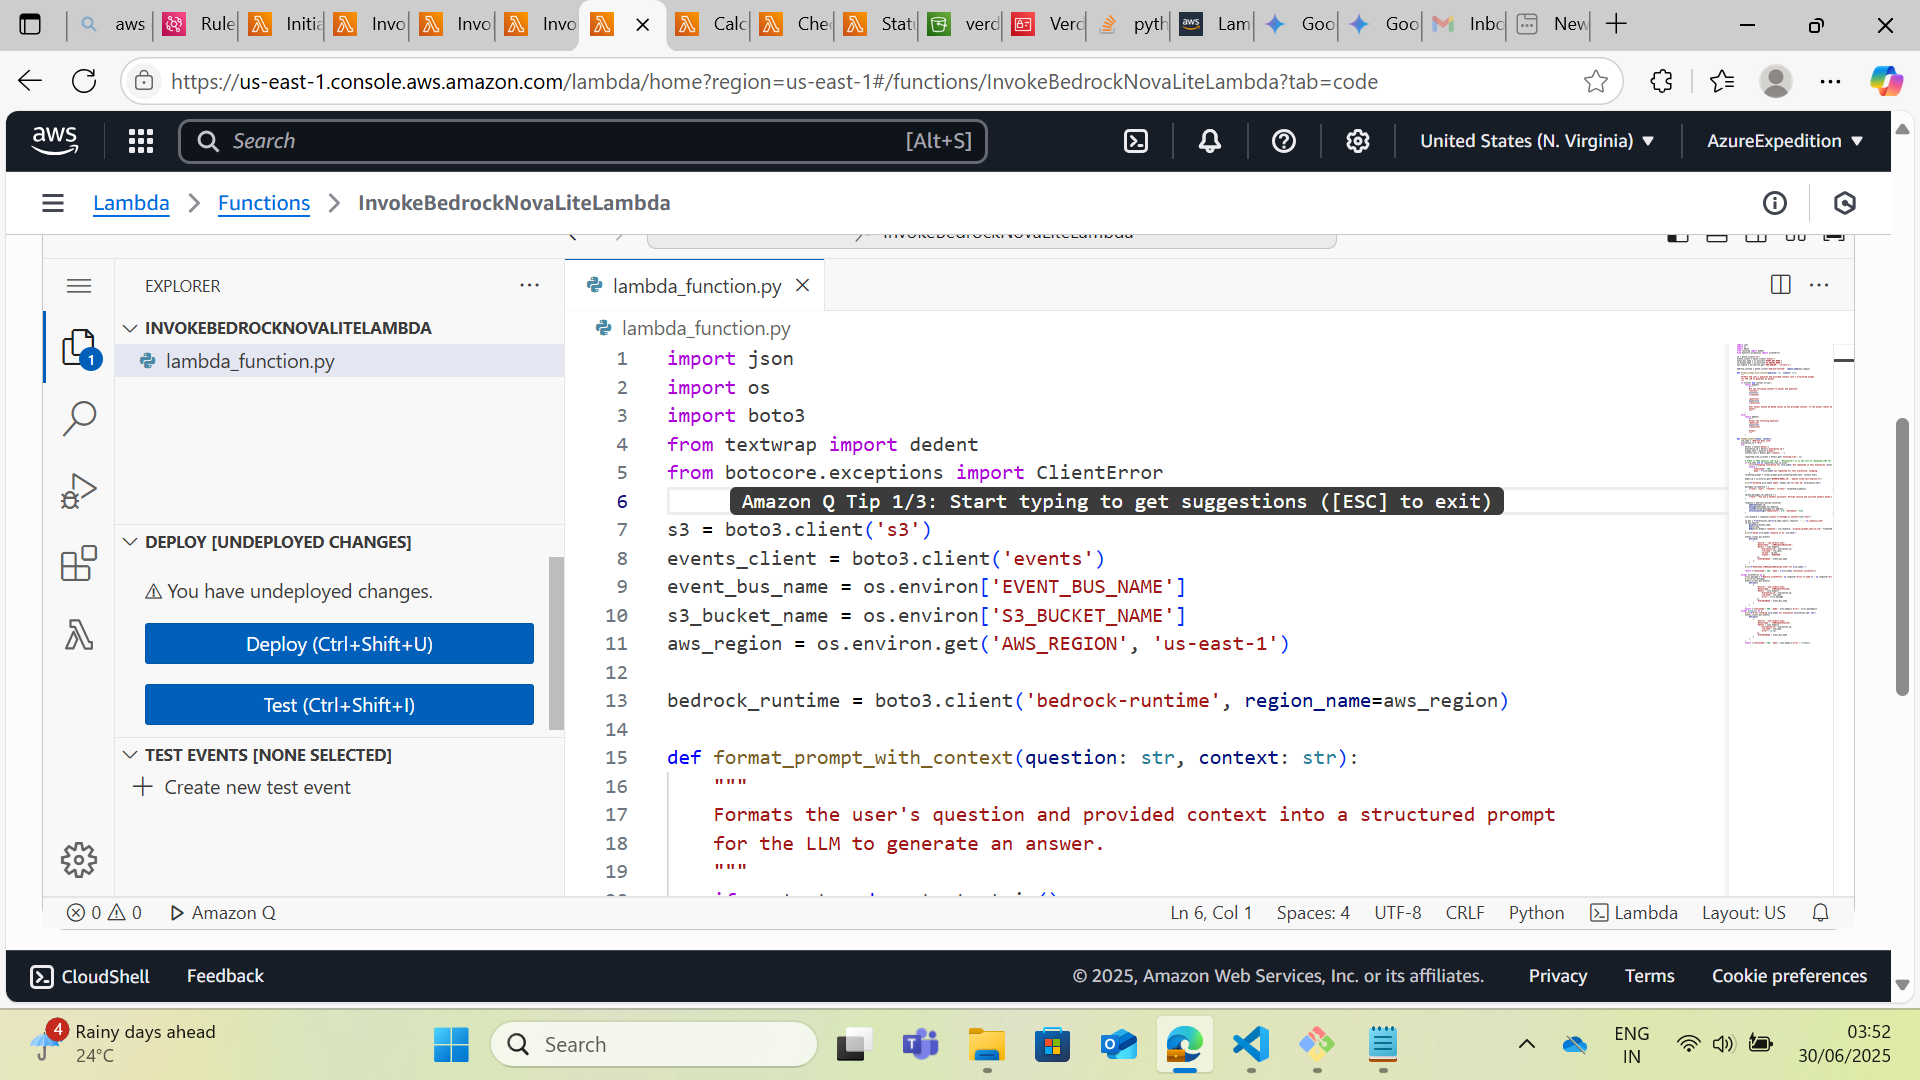 aws
Rule
Initia
Invo
Invo
Invo
Calc
Chec
Statu
verd
Verd
pyth
Lam
Goo
Goo
Inbo
New
https://us-east-1.console.aws.amazon.com/lambda/home?region=us-east-1#/functions/InvokeBedrockNovaLiteLambda?tab=code
aws
Search
[Alt+S]
United States (N. Virginia)
AzureExpedition
Lambda
Functions
InvokeBedrockNovaLiteLambda
EXPLORER
INVOKEBEDROCKNOVALITELAMBDA
lambda_function.py
1
DEPLOY [UNDEPLOYED CHANGES]
You have undeployed changes.
Deploy (Ctrl+Shift+U)
Test (Ctrl+Shift+I)
TEST EVENTS [NONE SELECTED]
Create new test event
lambda_function.py
lambda_function.py
1 import json
2 import os
3 import boto3
4 from textwrap import dedent
5 from botocore.exceptions import ClientError
6 Amazon Q Tip 1/3: Start typing to get suggestions ([ESC] to exit)
7 s3 = boto3.client('s3')
8 events_client = boto3.client('events')
9 event_bus_name = os.environ['EVENT_BUS_NAME']
10 s3_bucket_name = os.environ['S3_BUCKET_NAME']
11 aws_region = os.environ.get('AWS_REGION', 'us-east-1')
12
13 bedrock_runtime = boto3.client('bedrock-runtime', region_name=aws_region)
14
15 def format_prompt_with_context(question: str, context: str):
16 """
17 Formats the user's question and provided context into a structured prompt
18 for the LLM to generate an answer.
19 """
0 0 Amazon Q
Ln 6, Col 1
Spaces: 4
UTF-8
CRLF
Python
Lambda
Layout: US
CloudShell
Feedback
© 2025, Amazon Web Services, Inc. or its affiliates.
Privacy
Terms
Cookie preferences
4
Rainy days ahead
24°C
Search
ENG
IN
03:52
30/06/2025